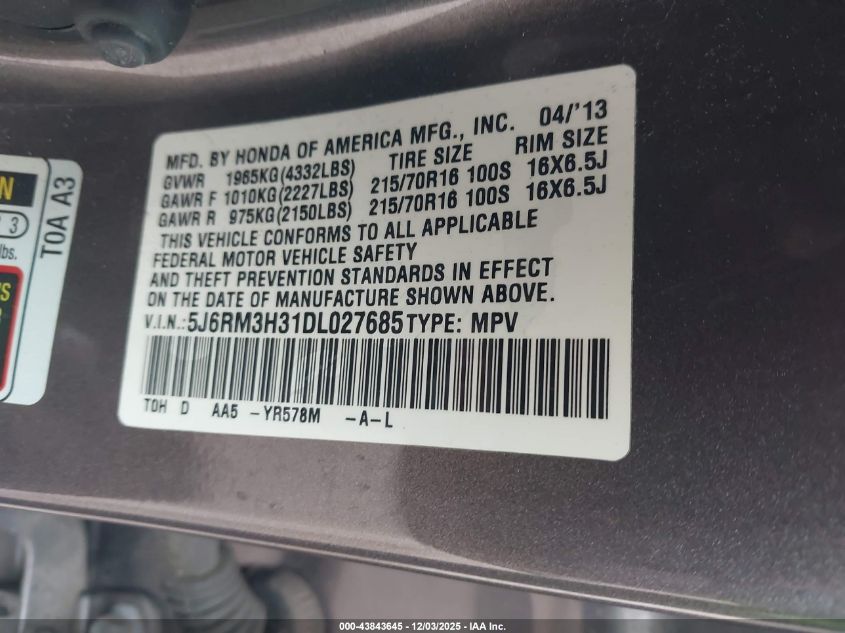 MFD. BY HONDA OF AMERICA MFG., INC. 04/'13
GVWR 1965KG(4332LBS) TIRE SIZE RIM SIZE
GAWR F 1010KG(2227LBS) 215/70R16 100S 16X6.5J
GAWR R 975KG(2150LBS) 215/70R16 100S 16X6.5J
THIS VEHICLE CONFORMS TO ALL APPLICABLE
FEDERAL MOTOR VEHICLE SAFETY
AND THEFT PREVENTION STANDARDS IN EFFECT
ON THE DATE OF MANUFACTURE SHOWN ABOVE.
V.I.N.:5J6RM3H31DL027685 TYPE: MPV
TOH D AA5 -YR578M -A-L
N
3
lbs.
T0A A3
000-43843645 - 12/03/2025 - IAA Inc.